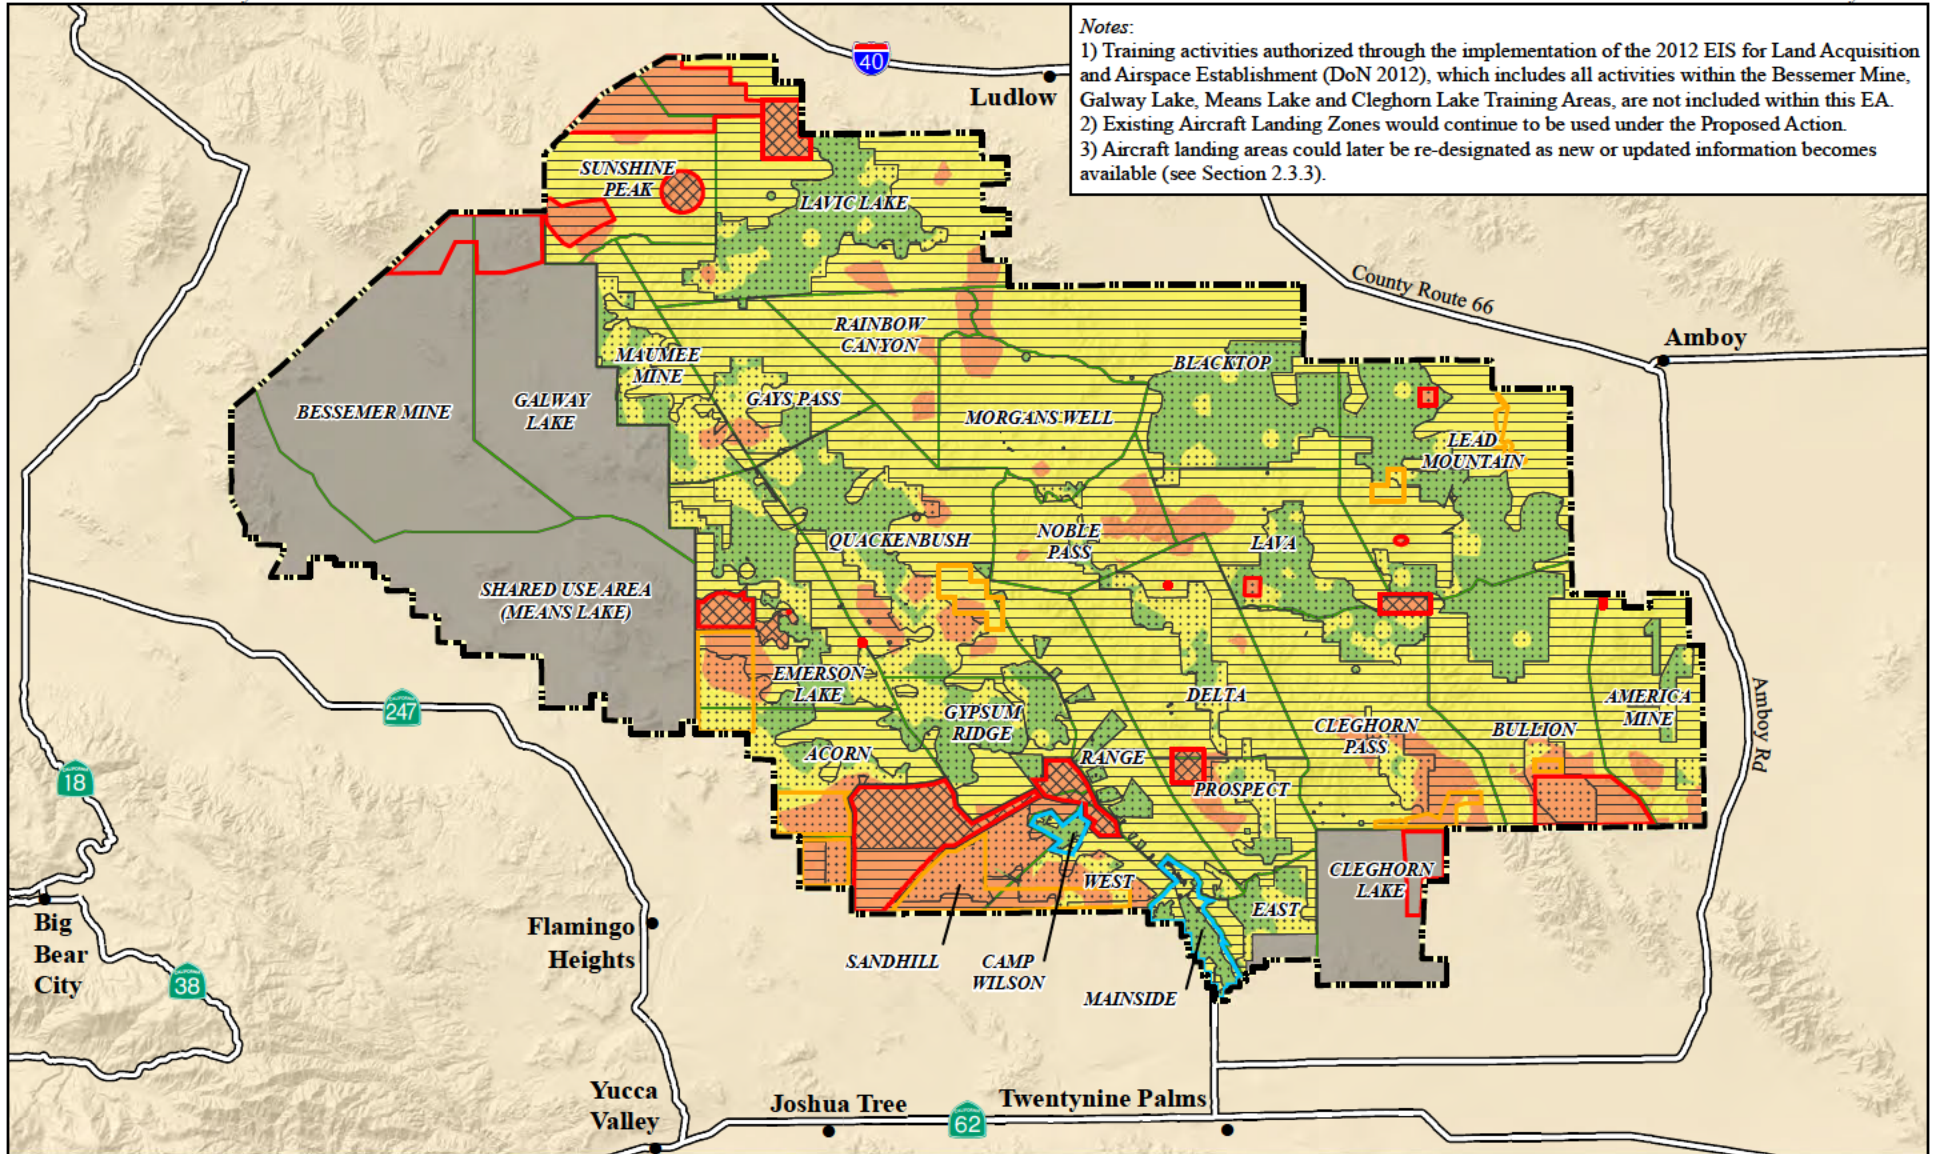 Notes:
1) Training activities authorized through the implementation of the 2012 EIS for Land Acquisition
and Airspace Establishment (DoN 2012), which includes all activities within the Bessemer Mine,
Galway Lake, Means Lake and Cleghorn Lake Training Areas, are not included within this EA.
2) Existing Aircraft Landing Zones would continue to be used under the Proposed Action.
3) Aircraft landing areas could later be re-designated as new or updated information becomes
available (see Section 2.3.3).
40
Ludlow
SUNSHINE
PEAK
LAVIC LAKE
County Route 66
Amboy
RAINBOW
CANYON
MAUMEE
MINE
BLACKTOP
GAYS PASS
BESSEMER MINE
GALWAY
LAKE
MORGANS WELL
LEAD
MOUNTAIN
QUACKENBUSH
NOBLE
PASS
LAVA
SHARED USE AREA
(MEANS LAKE)
EMERSON
LAKE
DELTA
AMERICA
MINE
CALIFORNIA
247
GYPSUM
RIDGE
CLEGHORN
PASS
BULLION
Amboy Rd
ACORN
RANGE
PROSPECT
CALIFORNIA
18
WEST
CLEGHORN
LAKE
EAST
Big
Bear
City
Flamingo
Heights
SANDHILL
CAMP
WILSON
MAINSIDE
CALIFORNIA
38
Yucca
Valley
Joshua Tree
CALIFORNIA
62
Twentynine Palms